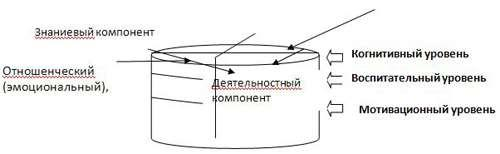 Знаниевый компонент
Когнитивный уровень
Отношенческий
(эмоциональный),
Деятельностный
компонент
Воспитательный уровень
Мотивационный уровень